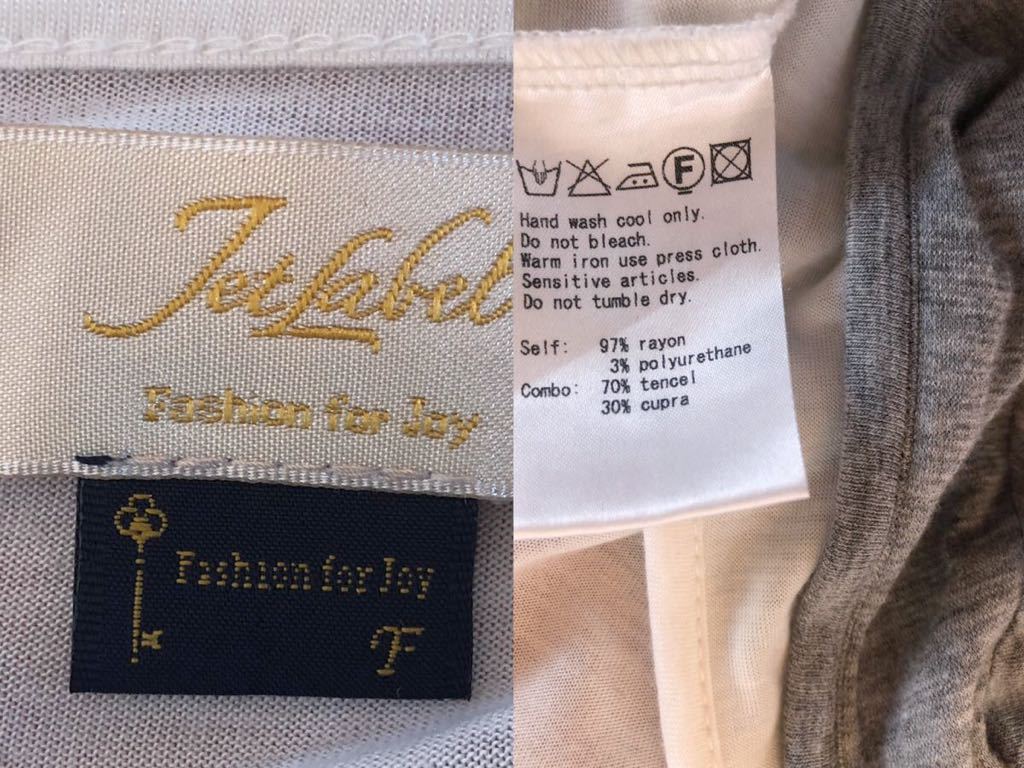 JetLabel
Fashion for Joy
Fashion for Joy
F
F
Hand wash cool only.
Do not bleach.
Warm iron use press cloth.
Sensitive articles.
Do not tumble dry.
Self: 97% rayon
3% polyurethane
Combo: 70% tencel
30% cupra